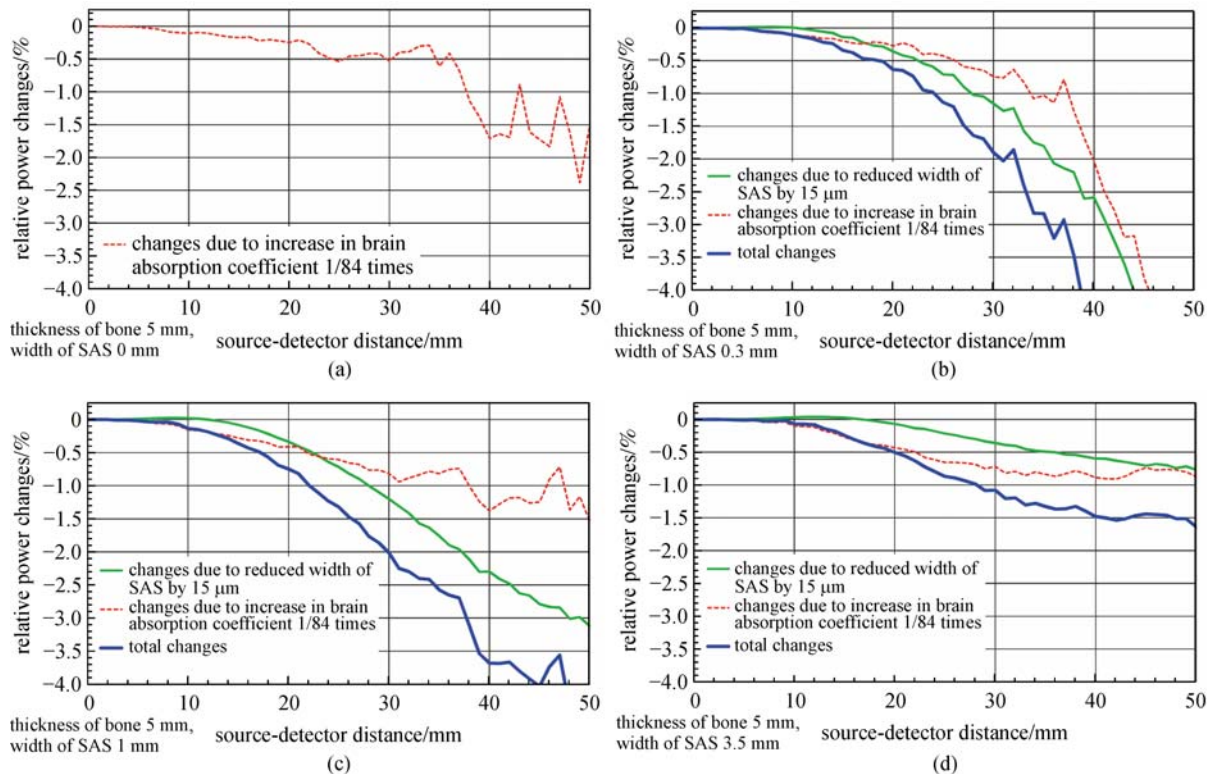 relative power changes/%
0
−0.5
−1.0
−1.5
−2.0
−2.5
−3.0
−3.5
−4.0
changes due to increase in brain
absorption coefficient 1/84 times
0 10 20 30 40 50
thickness of bone 5 mm,
width of SAS 0 mm
source-detector distance/mm
(a)
relative power changes/%
0
−0.5
−1.0
−1.5
−2.0
−2.5
−3.0
−3.5
−4.0
changes due to reduced width of
SAS by 15 μm
changes due to increase in brain
absorption coefficient 1/84 times
total changes
0 10 20 30 40 50
thickness of bone 5 mm,
width of SAS 0.3 mm
source-detector distance/mm
(b)
relative power changes/%
0
−0.5
−1.0
−1.5
−2.0
−2.5
−3.0
−3.5
−4.0
changes due to reduced width of
SAS by 15 μm
changes due to increase in brain
absorption coefficient 1/84 times
total changes
0 10 20 30 40 50
thickness of bone 5 mm,
width of SAS 1 mm
source-detector distance/mm
(c)
relative power changes/%
0
−0.5
−1.0
−1.5
−2.0
−2.5
−3.0
−3.5
−4.0
changes due to reduced width of
SAS by 15 μm
changes due to increase in brain
absorption coefficient 1/84 times
total changes
0 10 20 30 40 50
thickness of bone 5 mm,
width of SAS 3.5 mm
source-detector distance/mm
(d)